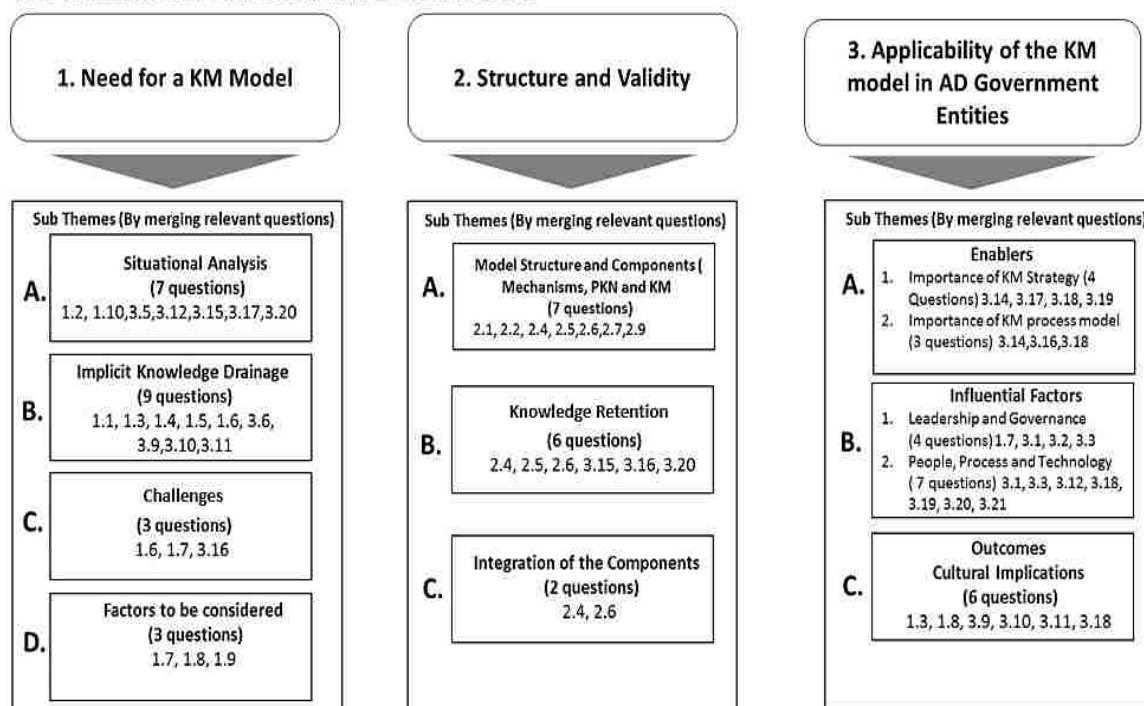 1. Need for a KM Model
Sub Themes (By merging relevant questions)
A.
Situational Analysis
(7 questions)
1.2, 1.10,3.5,3.12,3.15,3.17,3.20
B.
Implicit Knowledge Drainage
(9 questions)
1.1, 1.3, 1.4, 1.5, 1.6, 3.6,
3.9,3.10,3.11
C.
Challenges
(3 questions)
1.6, 1.7, 3.16
D.
Factors to be considered
(3 questions)
1.7, 1.8, 1.9
2. Structure and Validity
Sub Themes (By merging relevant questions)
A.
Model Structure and Components (
Mechanisms, PKN and KM
(7 questions)
2.1, 2.2, 2.4, 2.5,2.6,2.7,2.9
B.
Knowledge Retention
(6 questions)
2.4, 2.5, 2.6, 3.15, 3.16, 3.20
C.
Integration of the Components
(2 questions)
2.4, 2.6
3. Applicability of the KM
model in AD Government
Entities
Sub Themes (By merging relevant questions)
A.
Enablers
1. Importance of KM Strategy (4
Questions) 3.14, 3.17, 3.18, 3.19
2. Importance of KM process model
(3 questions) 3.14,3.16,3.18
B.
Influential Factors
1. Leadership and Governance
(4 questions)1.7, 3.1, 3.2, 3.3
2. People, Process and Technology
( 7 questions) 3.1, 3.3, 3.12, 3.18,
3.19, 3.20, 3.21
C.
Outcomes
Cultural Implications
(6 questions)
1.3, 1.8, 3.9, 3.10, 3.11, 3.18